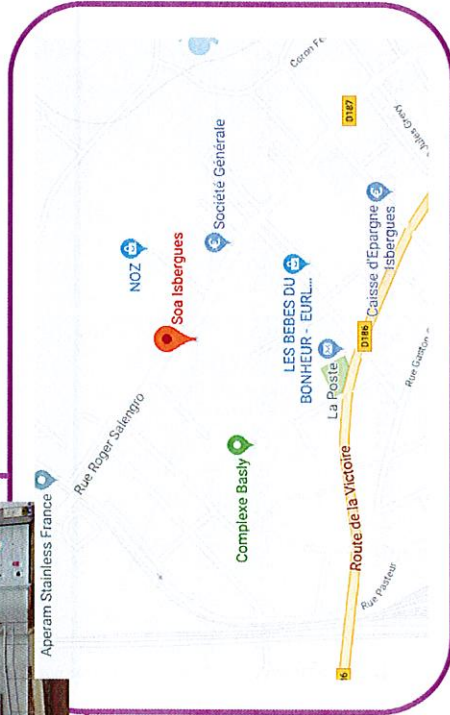 Aperam Stainless France
Rue Roger Salengro
NOZ
Soa Isbergues
Société Générale
Coron Fe
Complexe Basly
LES BEBES DU
BONHEUR - EURL...
La Poste
D187
D186
Caisse d'Epargne
Isbergues
Jules Grevy
Route de la Victoire
Rue Gaston
Rue Pasteur